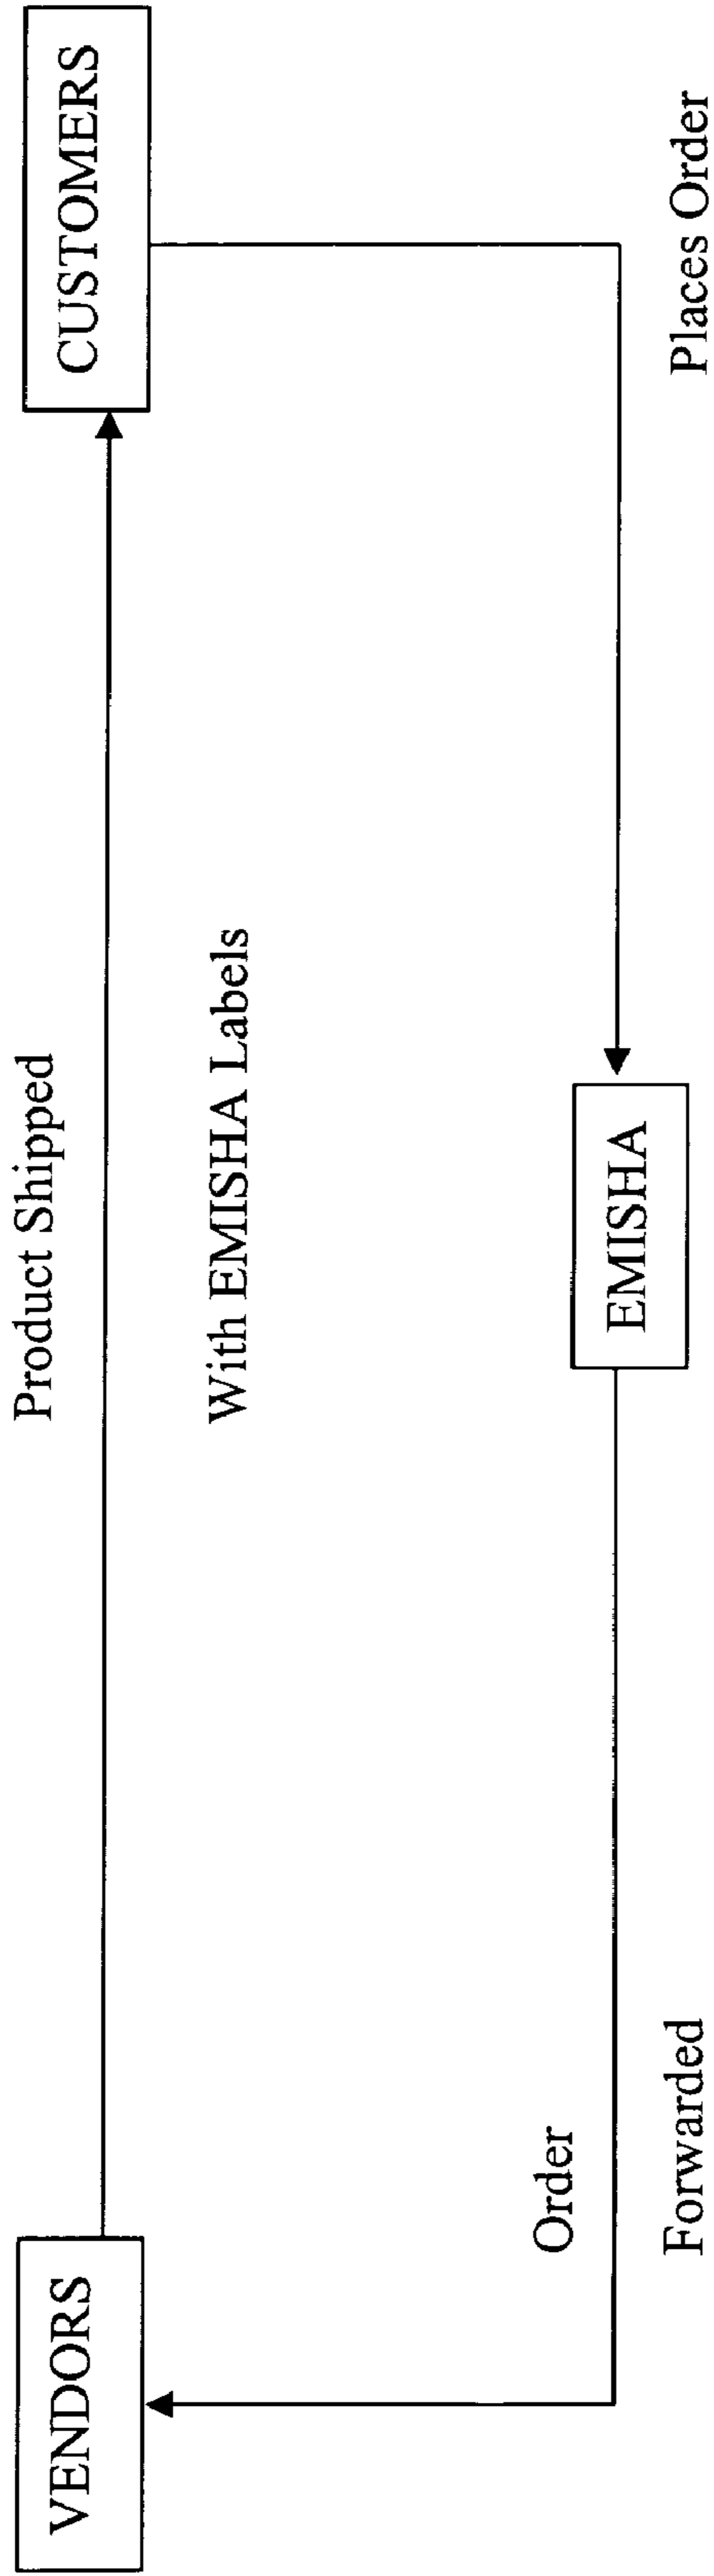 VENDORS
Product Shipped
With EMISHA Labels
CUSTOMERS
Order
Forwarded
EMISHA
Places Order